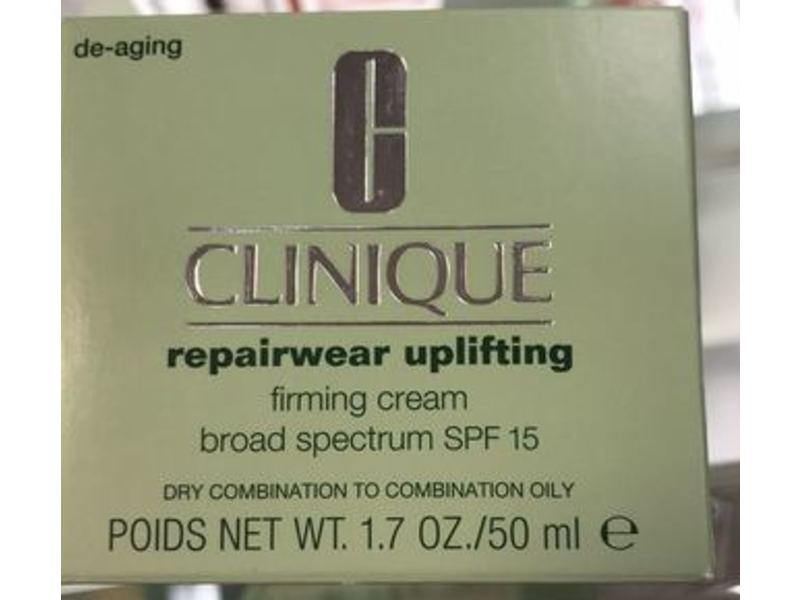 de-aging
C
CLINIQUE
repairwear uplifting
firming cream
broad spectrum SPF 15
DRY COMBINATION TO COMBINATION OILY
POIDS NET WT. 1.7 OZ./50 ml ℮